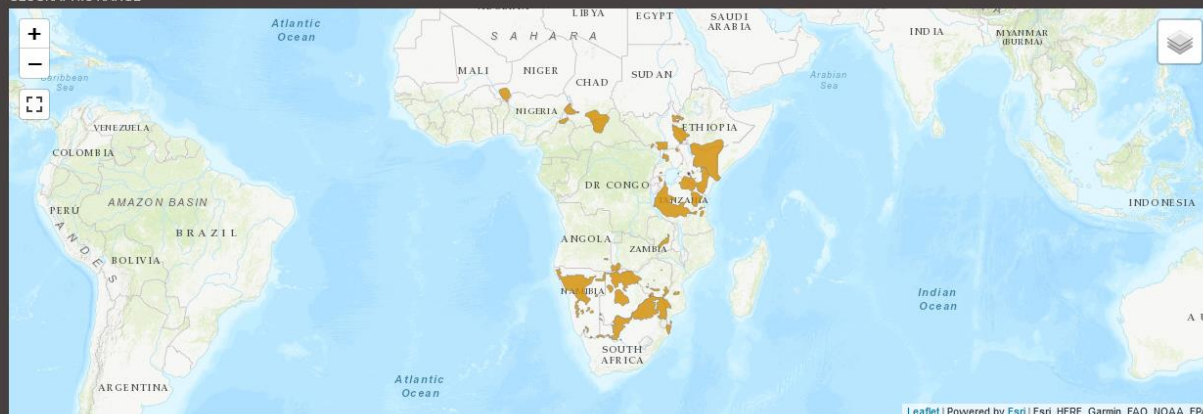 LIBYA
EGYPT
SAUDI
ARABIA
INDIA
MYANMAR
(BURMA)
Atlantic
Ocean
S A H A R A
+
−
MALI
NIGER
CHAD
SUDAN
Arabian
Sea
Caribbean
Sea
NIGERIA
ETHIOPIA
VENEZUELA
COLOMBIA
DR CONGO
TANZANIA
INDONESIA
AMAZON BASIN
PERU
BRAZIL
ANDES
BOLIVIA
ANGOLA
ZAMBIA
NAMIBIA
Indian
Ocean
A U
SOUTH
AFRICA
Atlantic
Ocean
ARGENTINA
Leaflet | Powered by Esri | Esri, HERE, Garmin, FAO, NOAA, EP